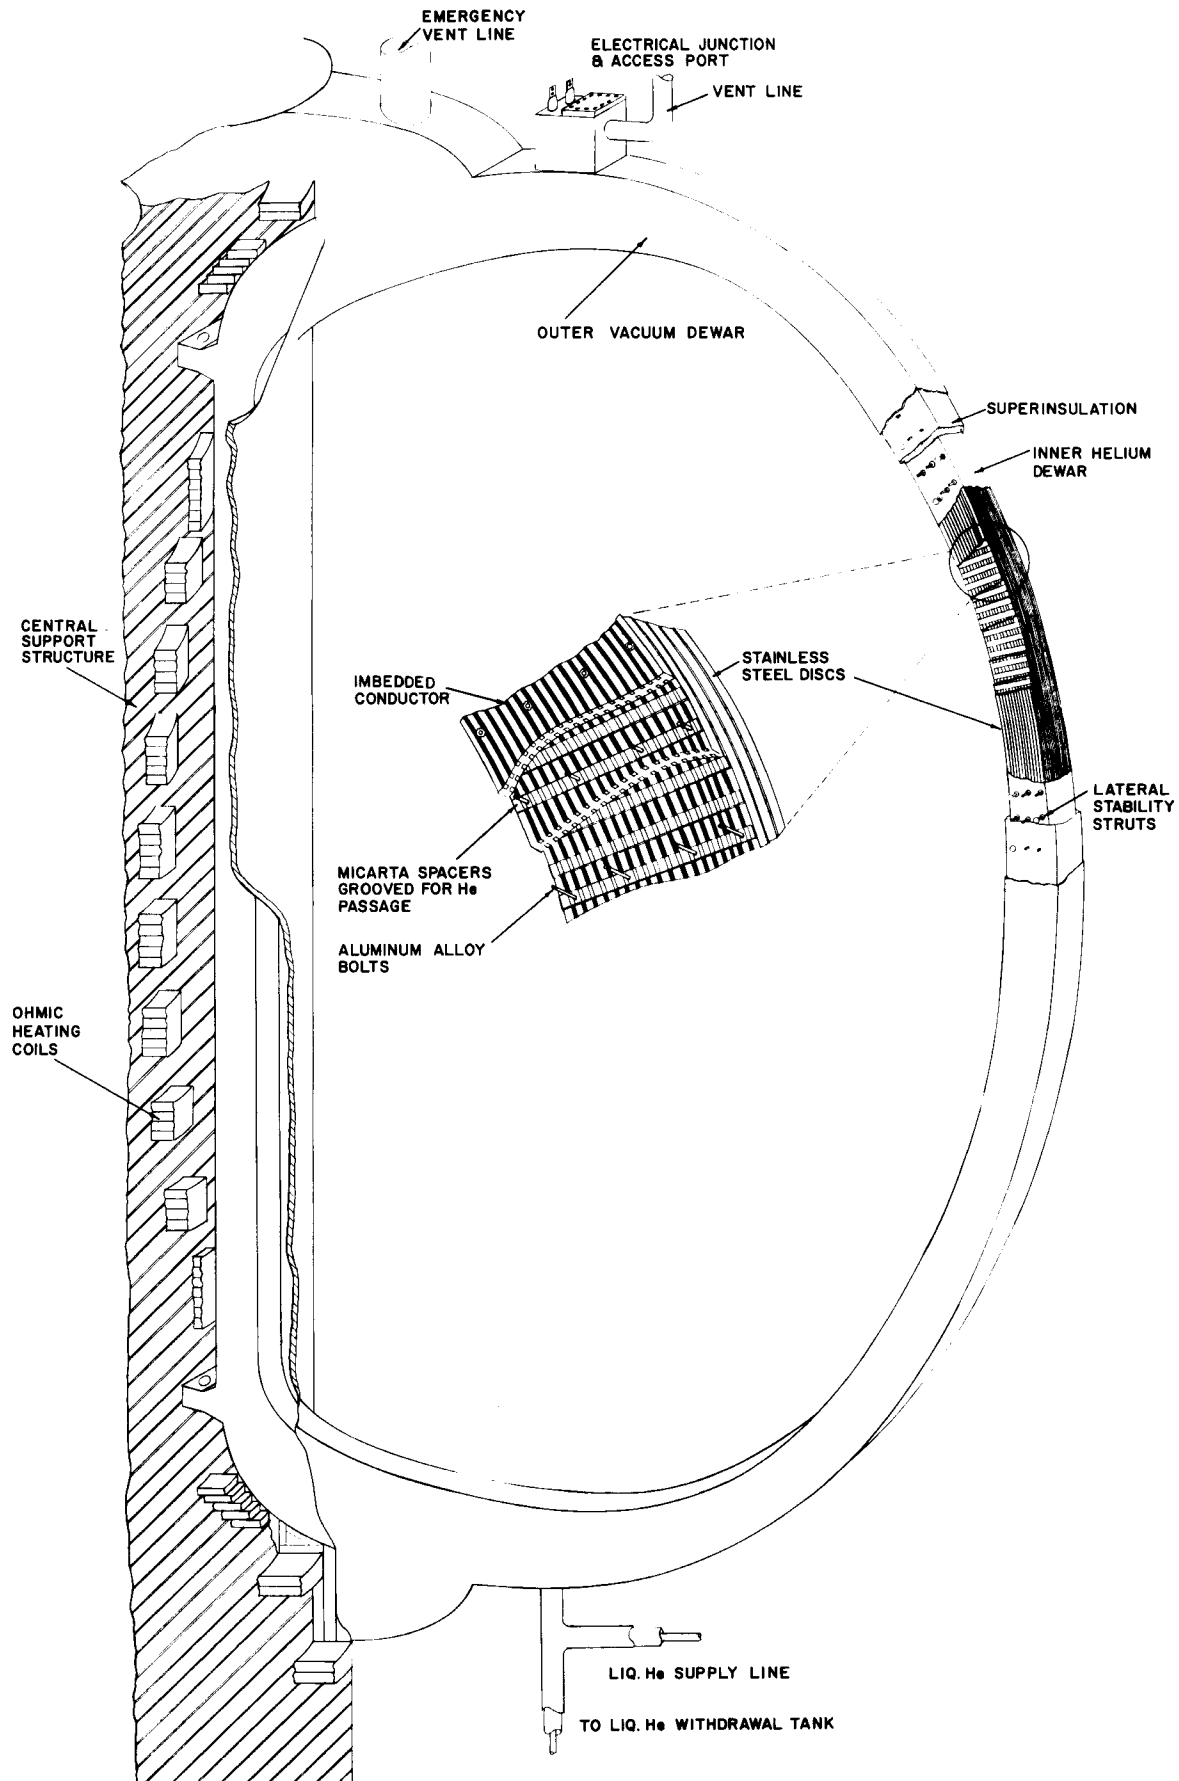 EMERGENCY
VENT LINE
ELECTRICAL JUNCTION
& ACCESS PORT
VENT LINE
OUTER VACUUM DEWAR
SUPERINSULATION
INNER HELIUM
DEWAR
CENTRAL
SUPPORT
STRUCTURE
IMBEDDED
CONDUCTOR
STAINLESS
STEEL DISCS
LATERAL
STABILITY
STRUTS
MICARTA SPACERS
GROOVED FOR He
PASSAGE
ALUMINUM ALLOY
BOLTS
OHMIC
HEATING
COILS
LIQ. He SUPPLY LINE
TO LIQ. He WITHDRAWAL TANK